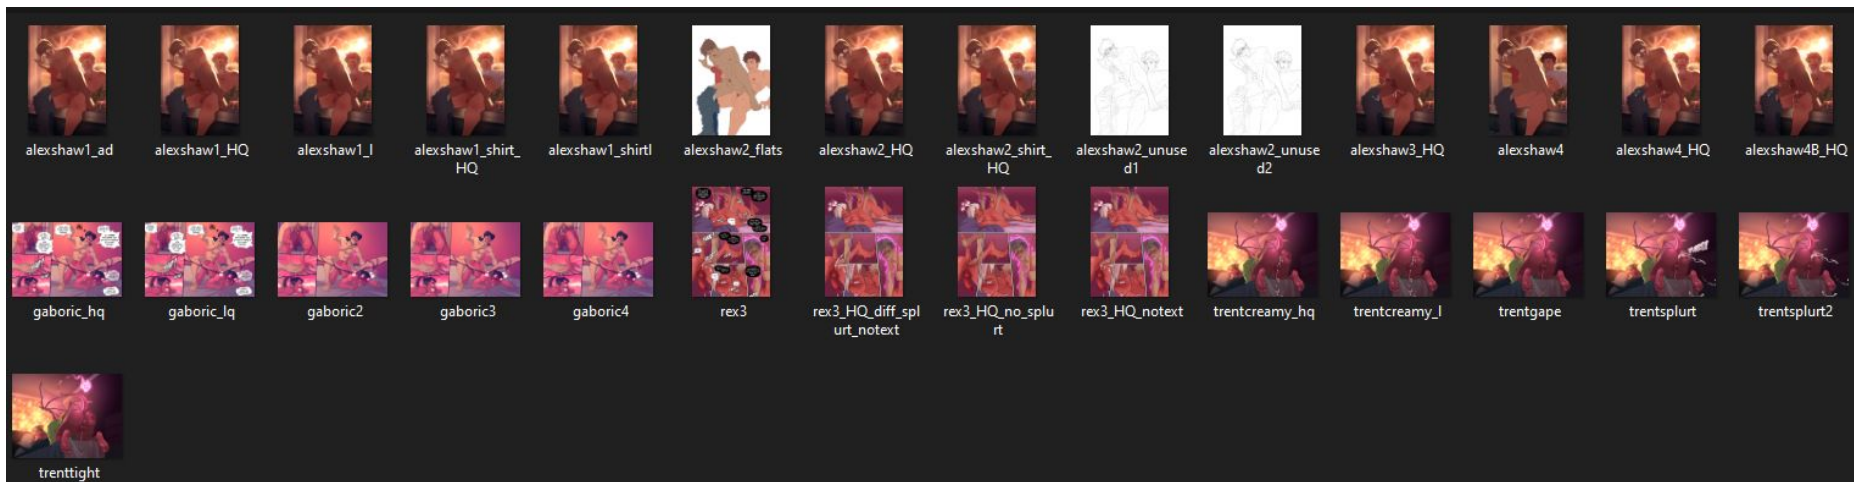 alexshaw1_ad
alexshaw1_HQ
alexshaw1_l
alexshaw1_shirt_
HQ
alexshaw1_shirtl
alexshaw2_flats
alexshaw2_HQ
alexshaw2_shirt_
HQ
alexshaw2_unuse
d1
alexshaw2_unuse
d2
alexshaw3_HQ
alexshaw4
alexshaw4_HQ
alexshaw4B_HQ
gaboric_hq
gaboric_lq
gaboric2
gaboric3
gaboric4
rex3
rex3_HQ_diff_spl
urt_notext
rex3_HQ_no_splu
rt
rex3_HQ_notext
trentcreamy_hq
trentcreamy_l
trentgape
trentsplurt
trentsplurt2
trenttight